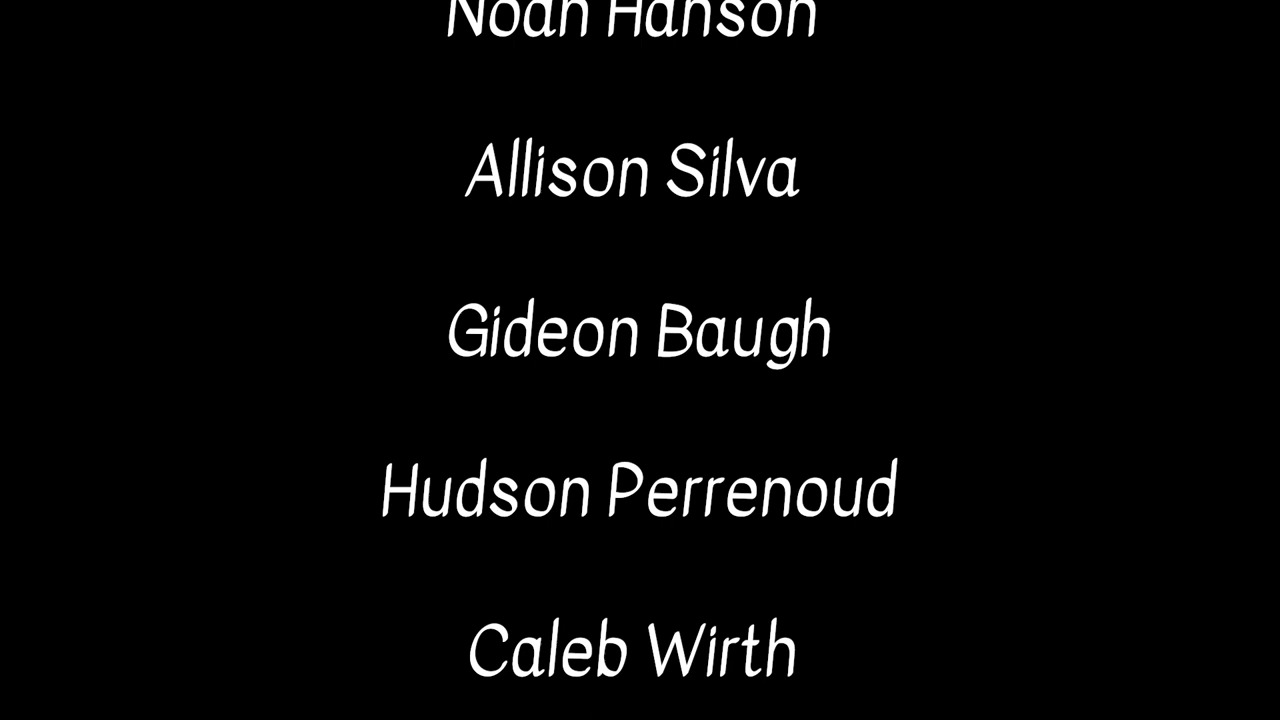 Noah Hanson
Allison Silva
Gideon Baugh
Hudson Perrenoud
Caleb Wirth